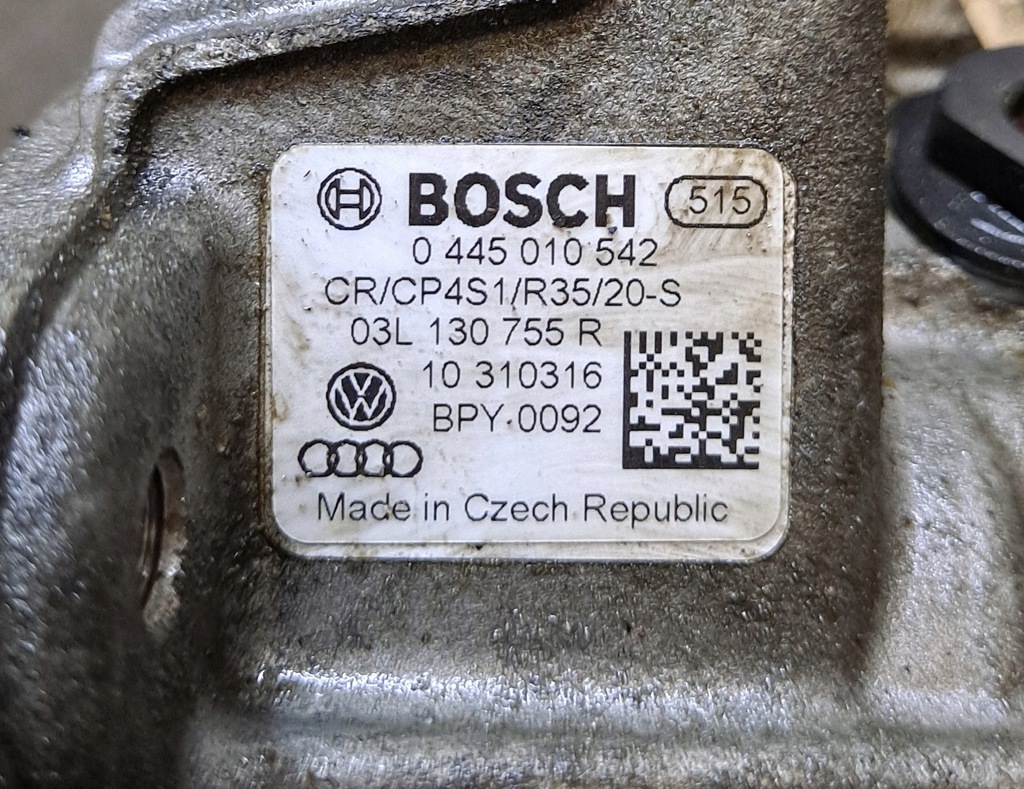 BOSCH 515
0 445 010 542
CR/CP4S1/R35/20-S
03L 130 755 R
10 310316
BPY 0092
Made in Czech Republic